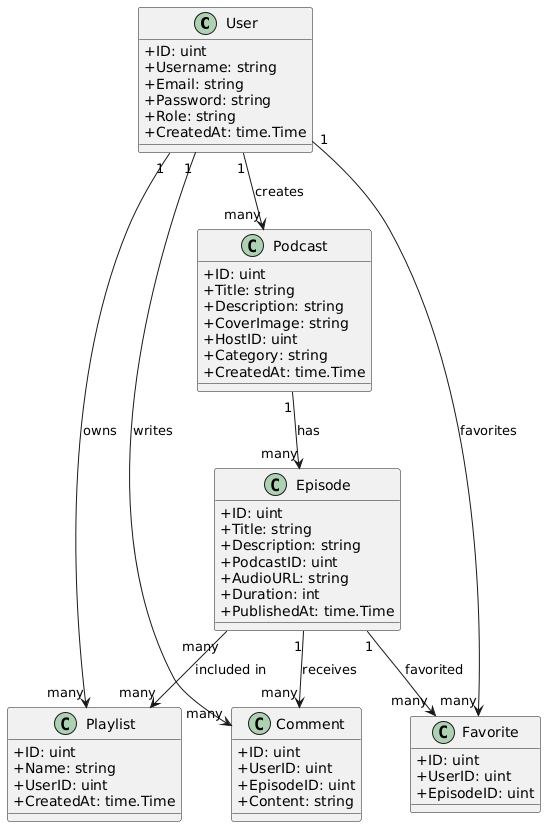 C User
+ID: uint
+Username: string
+Email: string
+Password: string
+Role: string
+CreatedAt: time.Time
1
1
1
1
creates
many
C Podcast
+ID: uint
+Title: string
+Description: string
+CoverImage: string
+HostID: uint
+Category: string
+CreatedAt: time.Time
1
owns
writes
has
favorites
many
C Episode
+ID: uint
+Title: string
+Description: string
+PodcastID: uint
+AudioURL: string
+Duration: int
+PublishedAt: time.Time
many
1
1
included in
receives
favorited
many
many
many
many
many
many
C Playlist
+ID: uint
+Name: string
+UserID: uint
+CreatedAt: time.Time
C Comment
+ID: uint
+UserID: uint
+EpisodeID: uint
+Content: string
C Favorite
+ID: uint
+UserID: uint
+EpisodeID: uint